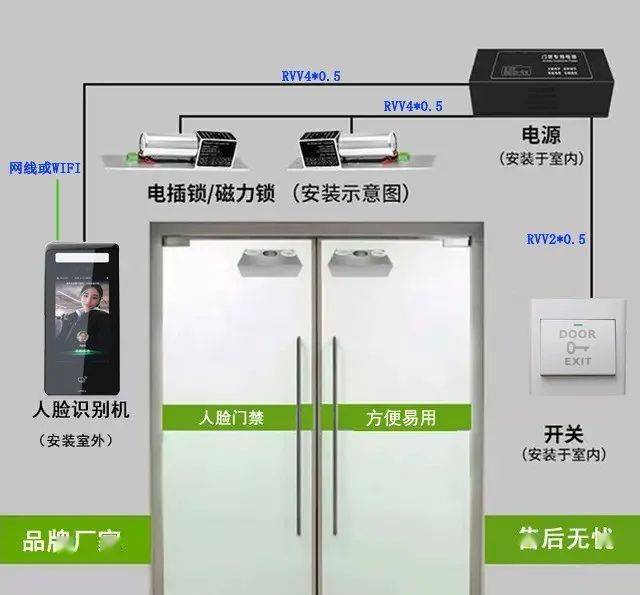 RVV4*0.5
门禁专用电源
RVV4*0.5
电源
(安装于室内)
网线或WIFI
电插锁/磁力锁 (安装示意图)
RVV2*0.5
DOOR
EXIT
人脸识别机
(安装室外)
人脸门禁
方便易用
开关
(安装于室内)
品牌厂家
售后无忧